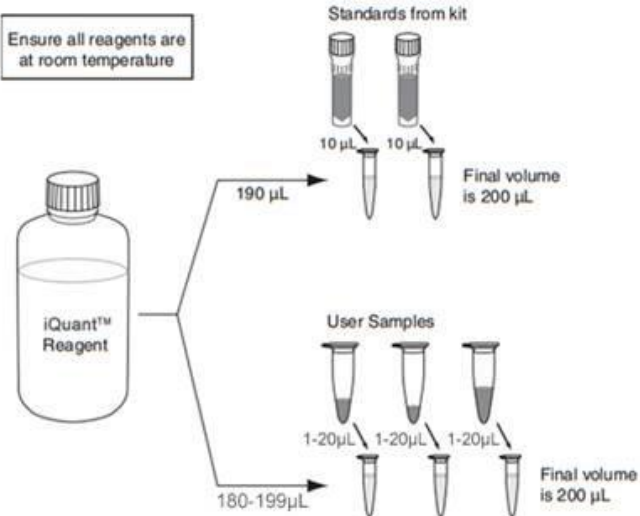 Standards from kit
Ensure all reagents are
at room temperature
10 µL
10 µL
190 µL
Final volume
is 200 µL
iQuant™
Reagent
User Samples
1-20µL
1-20µL
1-20µL
180-199µL
Final volume
is 200 µL